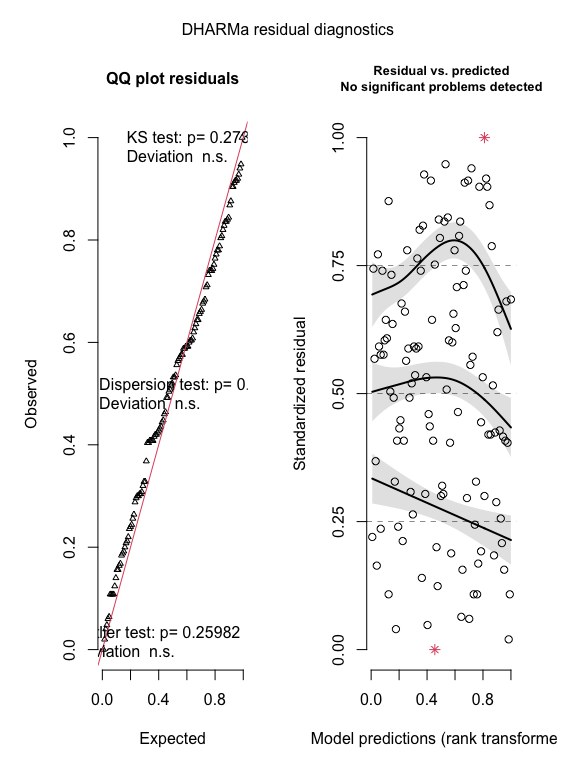 DHARMa residual diagnostics
QQ plot residuals
KS test: p= 0.27
Deviation n.s.
Dispersion test: p= 0.
Deviation n.s.
lier test: p= 0.25982
iation n.s.
Observed
0.0 0.2 0.4 0.6 0.8 1.0
0.0 0.4 0.8
Expected
Residual vs. predicted
No significant problems detected
Standardized residual
0.00 0.25 0.50 0.75 1.00
0.0 0.4 0.8
Model predictions (rank transforme